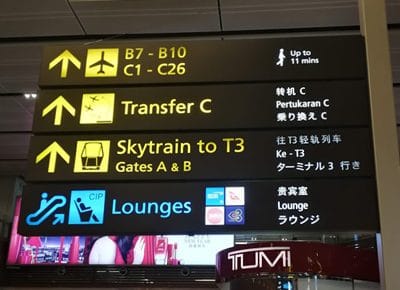 B7 - B10
C1 - C26
Up to
11 mins
Transfer C
转机 C
Pertukaran C
乗り換え C
Skytrain to T3
Gates A & B
往T3轻轨列车
Ke - T3
ターミナル 3 行き
CIP
Lounges
贵宾室
Lounge
ラウンジ
TUMI